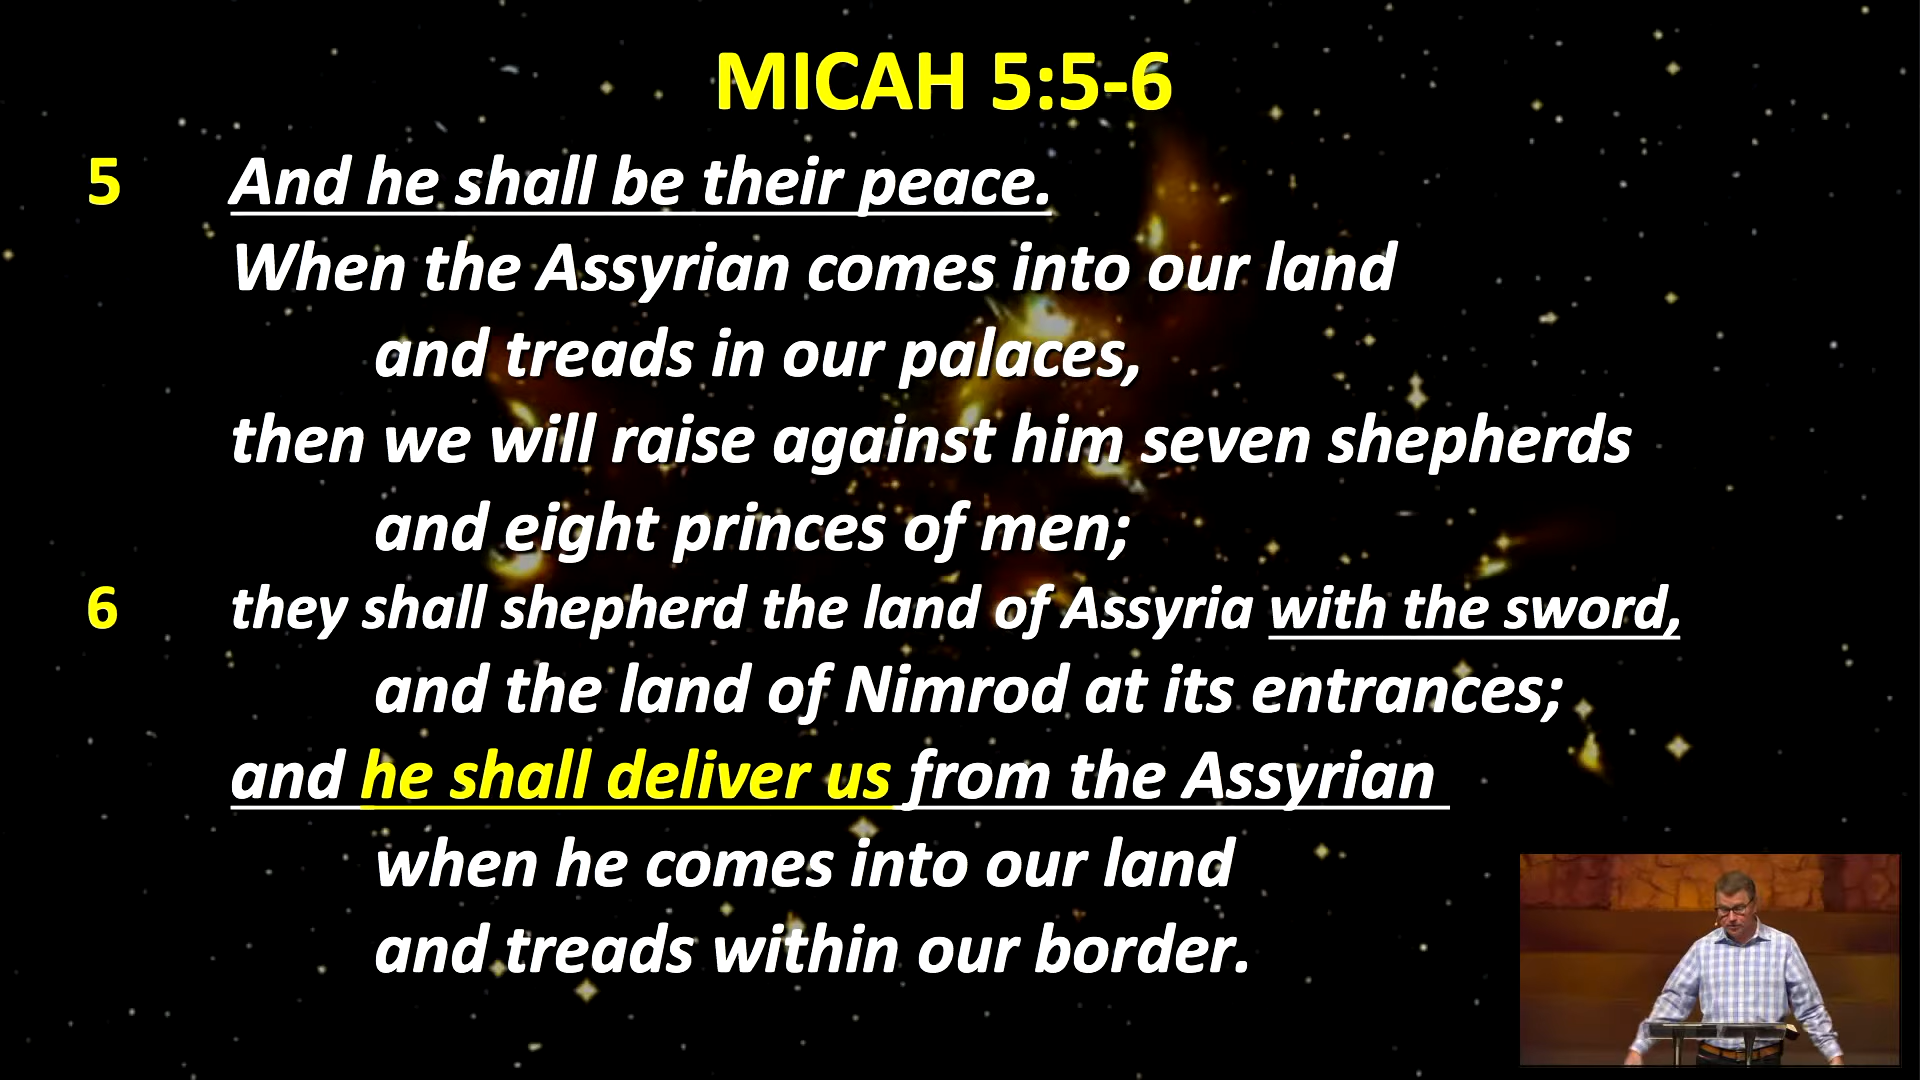 MICAH 5:5-6
5 And he shall be their peace.
When the Assyrian comes into our land
and treads in our palaces,
then we will raise against him seven shepherds
and eight princes of men;
6 they shall shepherd the land of Assyria with the sword,
and the land of Nimrod at its entrances;
and he shall deliver us from the Assyrian
when he comes into our land
and treads within our border.